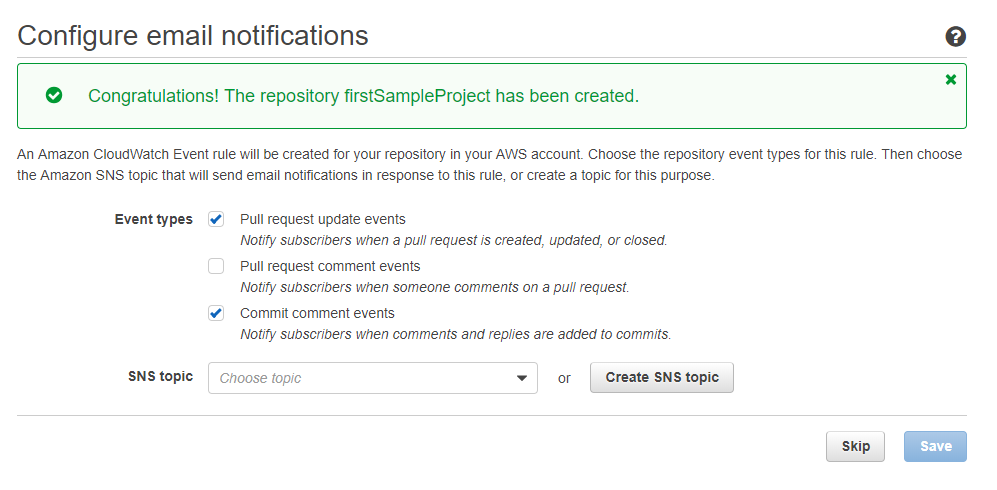 Configure email notifications
?
Congratulations! The repository firstSampleProject has been created.
An Amazon CloudWatch Event rule will be created for your repository in your AWS account. Choose the repository event types for this rule. Then choose
the Amazon SNS topic that will send email notifications in response to this rule, or create a topic for this purpose.
Event types Pull request update events
Notify subscribers when a pull request is created, updated, or closed.
Pull request comment events
Notify subscribers when someone comments on a pull request.
Commit comment events
Notify subscribers when comments and replies are added to commits.
SNS topic Choose topic or Create SNS topic
Skip Save